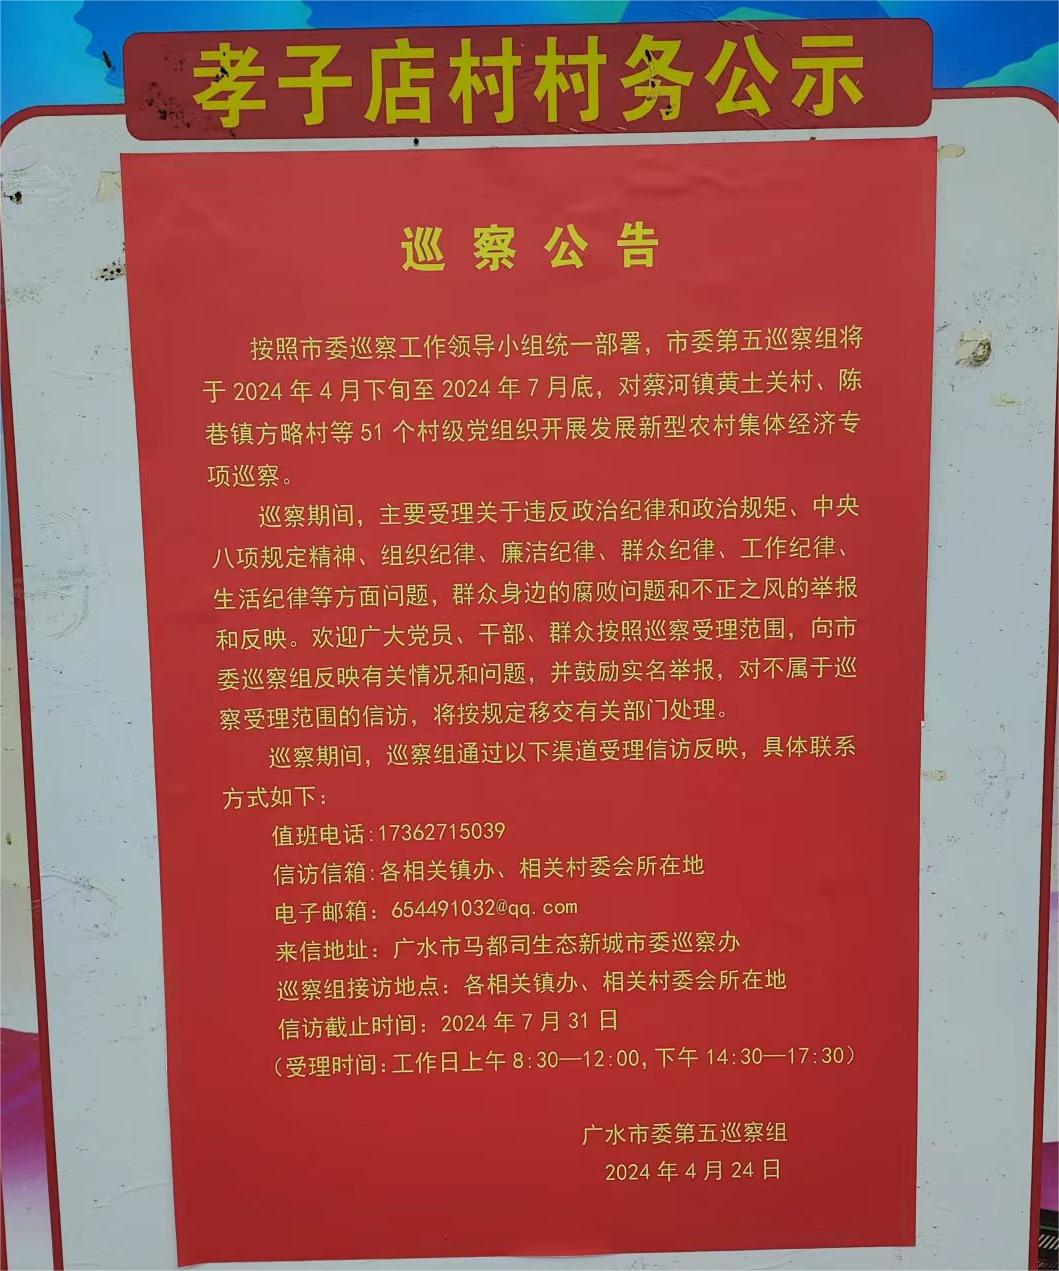 孝子店村村务公示
巡察公告
按照市委巡察工作领导小组统一部署，市委第五巡察组将
于 2024 年 4 月下旬至 2024 年 7 月底，对蔡河镇黄土关村、陈
巷镇方略村等 51 个村级党组织开展发展新型农村集体经济专
项巡察。
巡察期间，主要受理关于违反政治纪律和政治规矩、中央
八项规定精神、组织纪律、廉洁纪律、群众纪律、工作纪律、
生活纪律等方面问题，群众身边的腐败问题和不正之风的举报
和反映。欢迎广大党员、干部、群众按照巡察受理范围，向市
委巡察组反映有关情况和问题，并鼓励实名举报，对不属于巡
察受理范围的信访，将按规定移交有关部门处理。
巡察期间，巡察组通过以下渠道受理信访反映，具体联系
方式如下：
值班电话:17362715039
信访信箱:各相关镇办、相关村委会所在地
电子邮箱：654491032@qq.com
来信地址：广水市马都司生态新城市委巡察办
巡察组接访地点：各相关镇办、相关村委会所在地
信访截止时间：2024 年 7 月 31 日
（受理时间:工作日上午 8:30—12:00,下午 14:30—17:30）
广水市委第五巡察组
2024 年 4 月 24 日